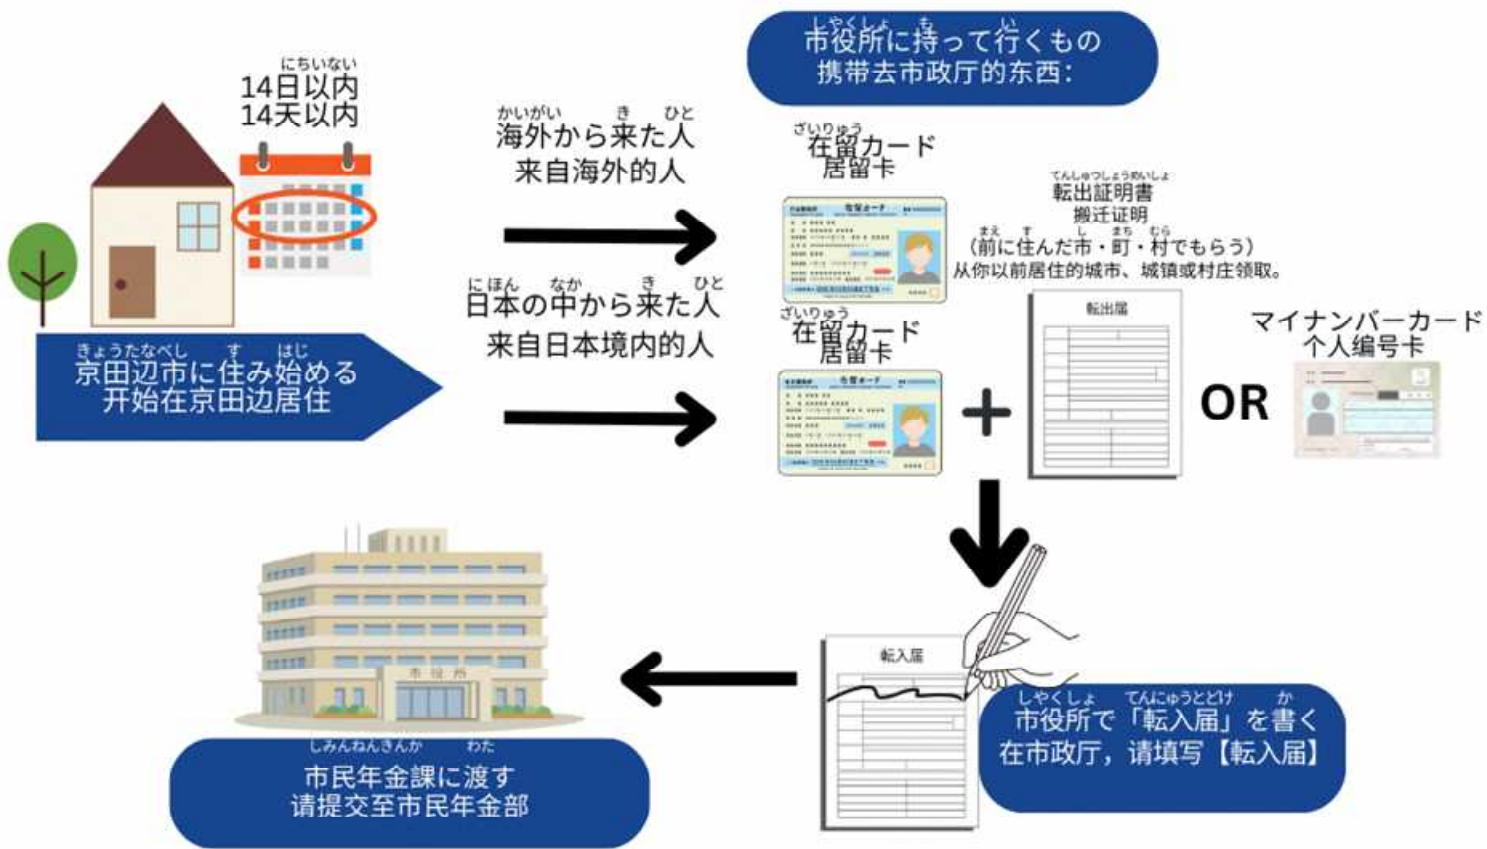 にちいない
14日以内
14天以内
きょうたなべし す はじ
京田辺市に住み始める
开始在京田边居住
かいがい き ひと
海外から来た人
来自海外的人
にほん なか き ひと
日本の中から来た人
来自日本境内的人
しやくしょ も い
市役所に持って行くもの
携带去市政厅的东西：
ざいりゅう
在留カード
居留卡
在留カード
てんしゅつしょうめいしょ
転出証明書
搬迁证明
まえ す し まち むら
（前に住んだ市・町・村でもらう）
从你以前居住的城市、城镇或村庄领取。
ざいりゅう
在留カード
居留卡
在留カード
+
転出届
OR
マイナンバーカード
个人编号卡
転入届
しやくしょ てんにゅうとどけ か
市役所で「転入届」を書く
在市政厅，请填写【転入届】
市役所
しみんねんきんか わた
市民年金課に渡す
请提交至市民年金部